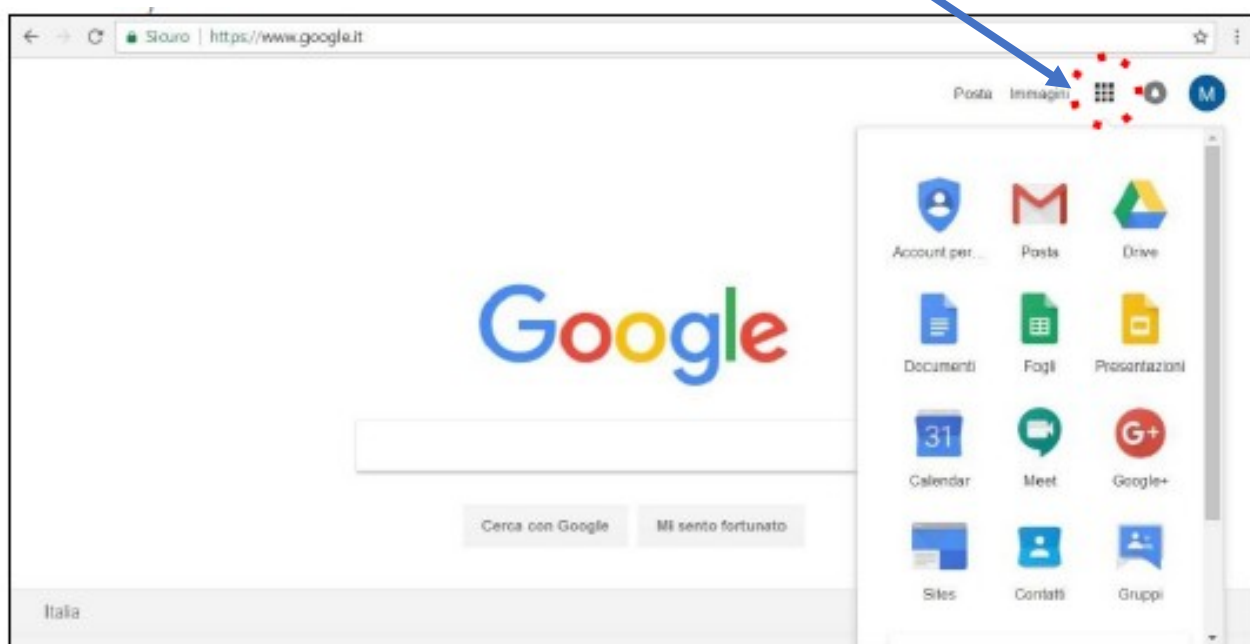 Sicuro | https://www.google.it
Posta Immagini
M
Account per...
Posta
Drive
Documenti
Fogli
Presentazioni
31
G+
Calendar
Meet
Google+
Sites
Contatti
Gruppi
Google
Cerca con Google
Mi sento fortunato
Italia